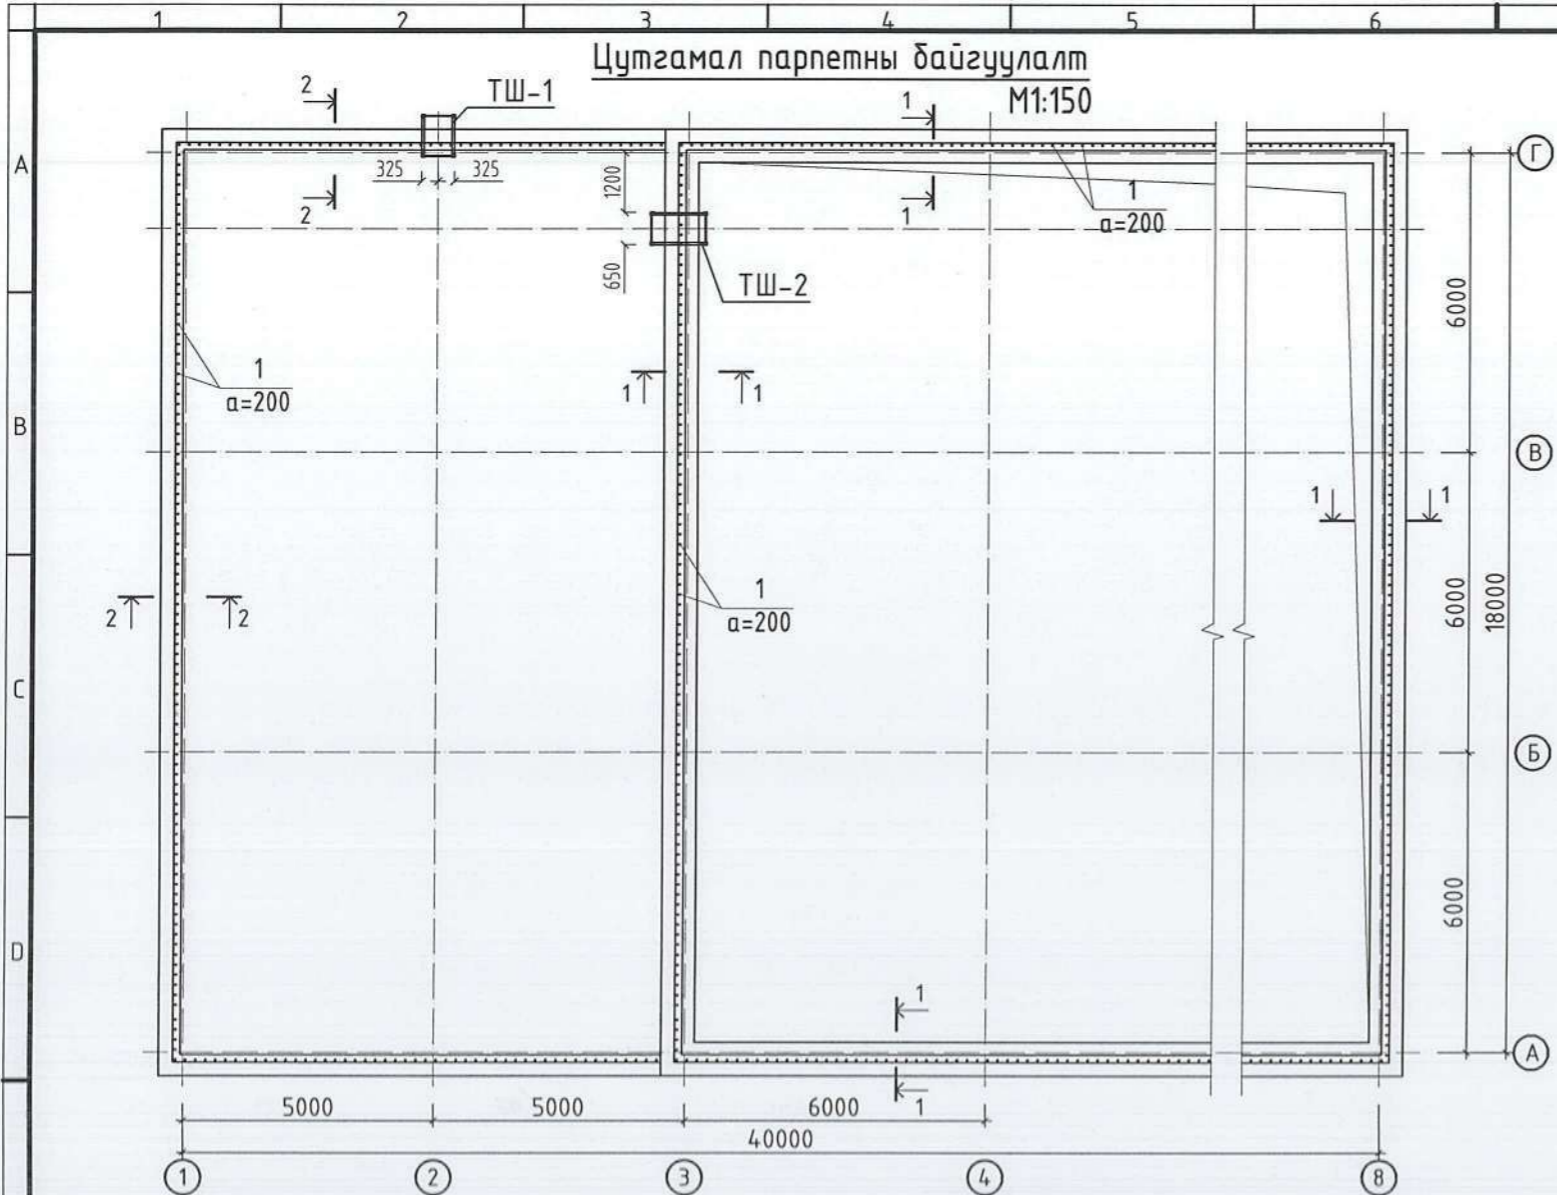 1 2 3 4 5 6
Цутгамал парпетны байгуулалт
М1:150
2 ТШ-1 1
A Г
325 325 1200 1
2 1 a=200
650 ТШ-2
6000
1
a=200 1 1
B В
1 1
1
a=200
6000 18000
2 2
C
Б
6000
D
1
А
1
5000 5000 6000
40000
1 2 3 4 8